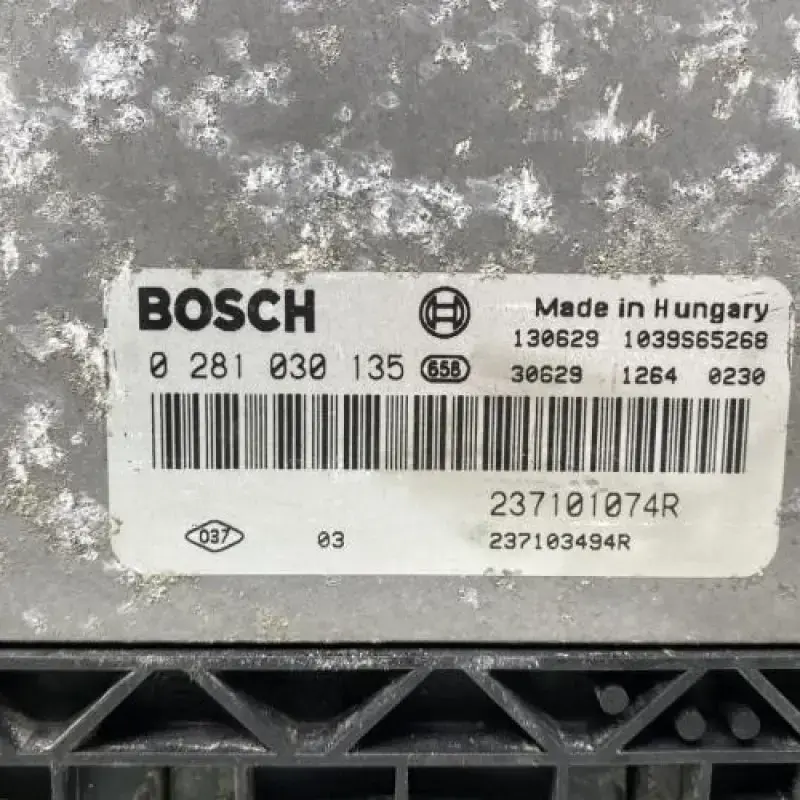 BOSCH
Made in Hungary
130629 1039S65268
0 281 030 135 658
30629 1264 0230
237101074R
037 03
237103494R